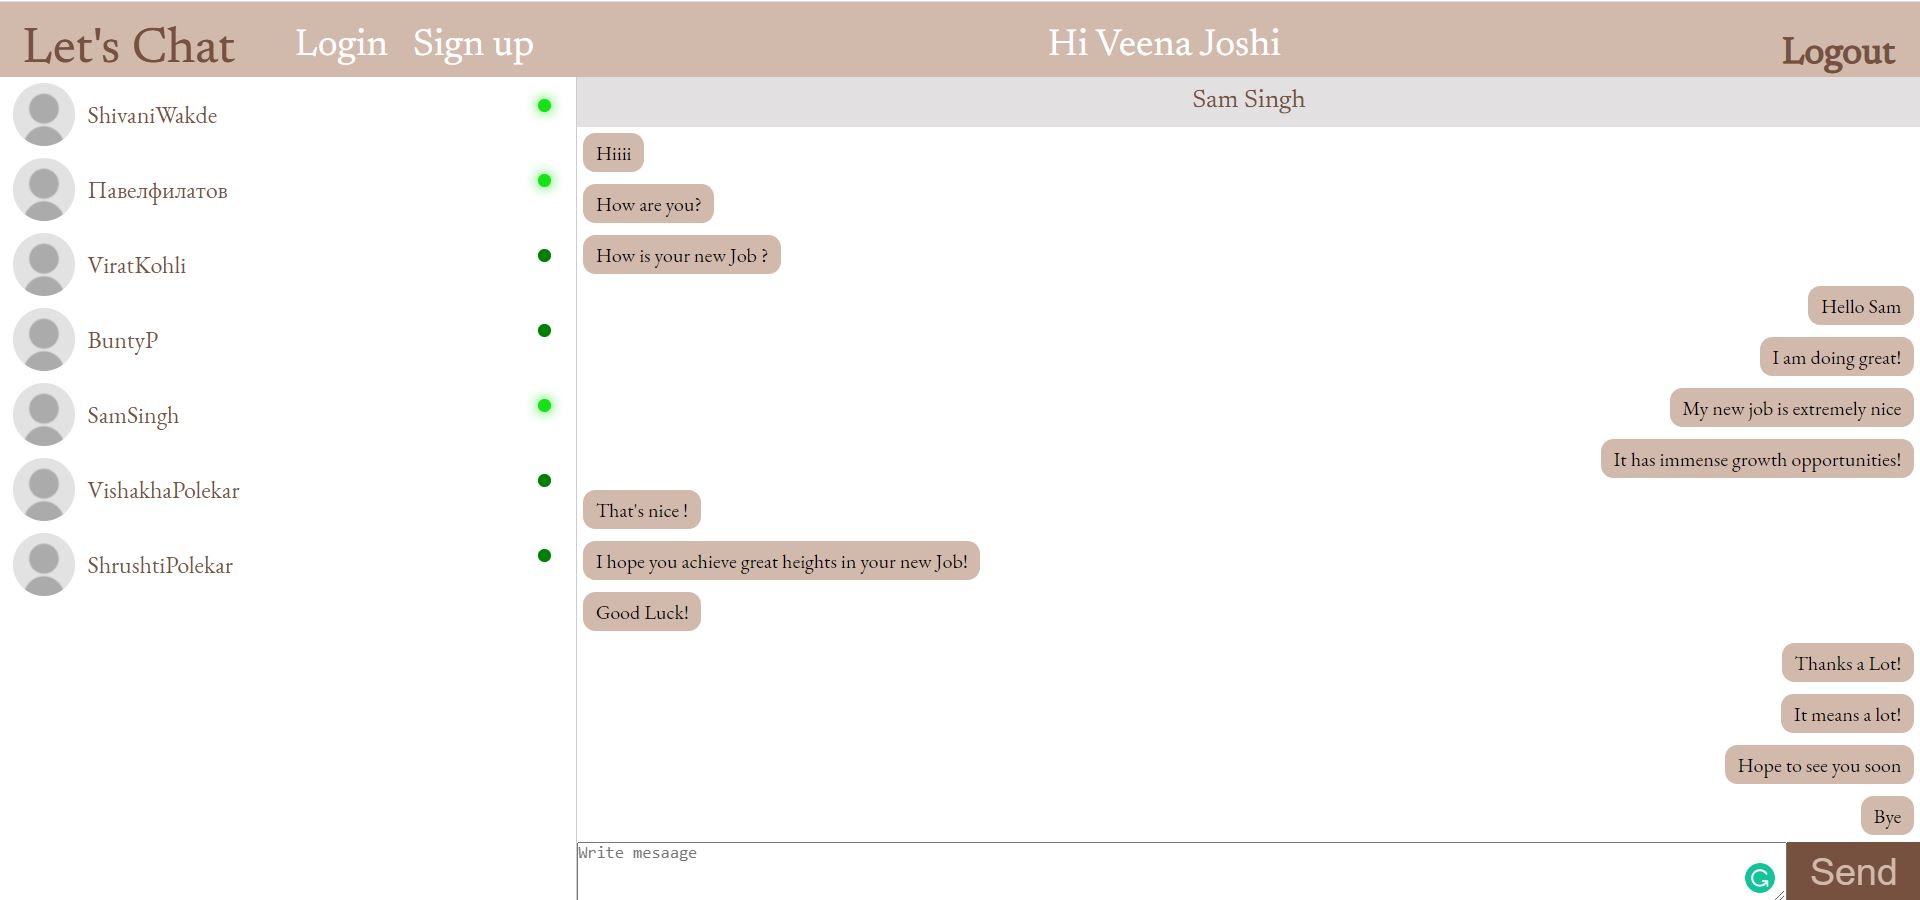 Let's Chat
Login
Sign up
Hi Veena Joshi
Logout
ShivaniWakde
Павелфилатов
ViratKohli
BuntyP
SamSingh
VishakhaPolekar
ShrushtiPolekar
Sam Singh
Hiiii
How are you?
How is your new Job ?
Hello Sam
I am doing great!
My new job is extremely nice
It has immense growth opportunities!
That's nice !
I hope you achieve great heights in your new Job!
Good Luck!
Thanks a Lot!
It means a lot!
Hope to see you soon
Bye
Write mesaage
Send